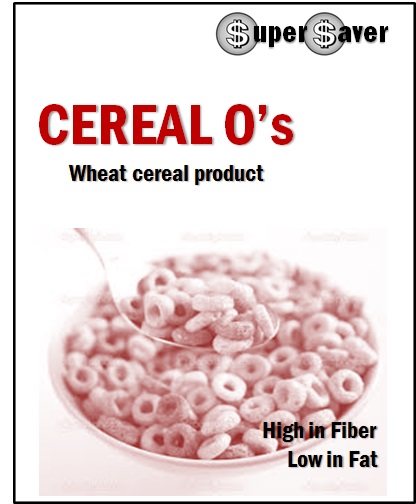 $uper $aver
CEREAL O’s
Wheat cereal product
High in Fiber
Low in Fat